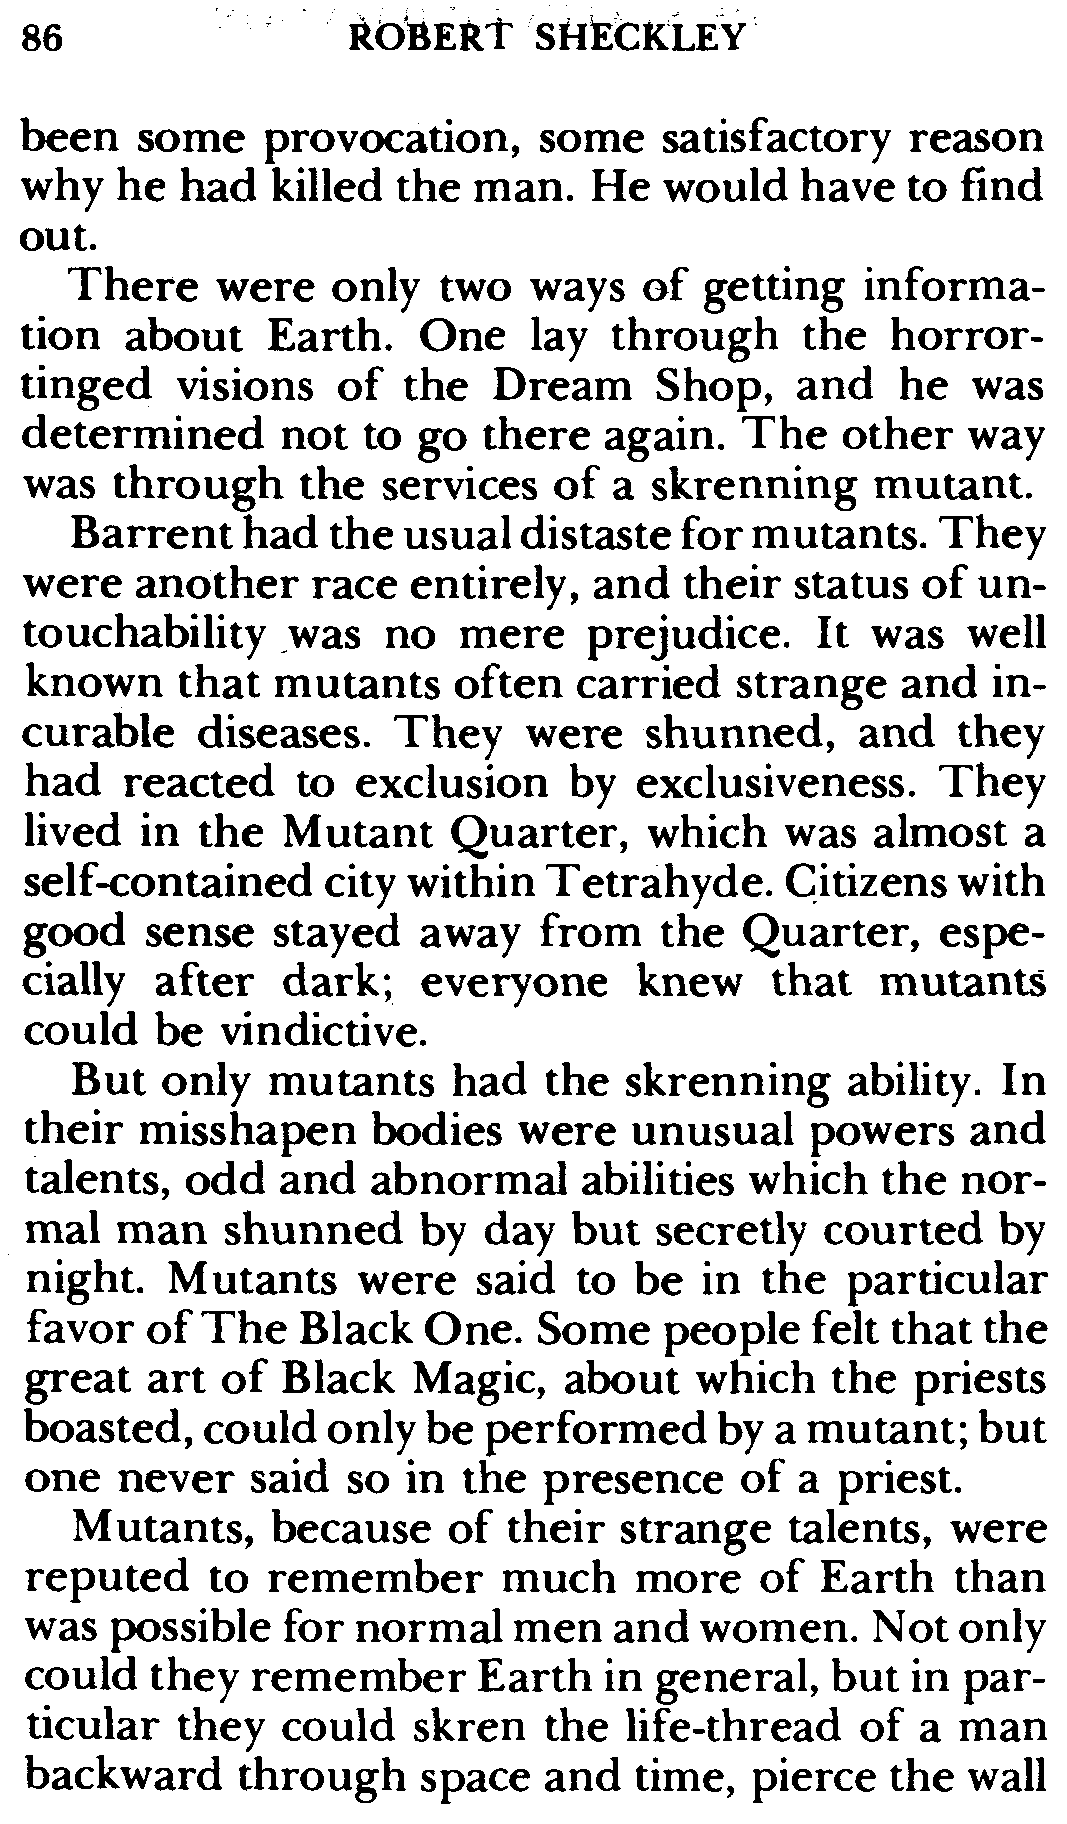 86 ROBERT SHECKLEY
been some provocation, some satisfactory reason
why he had killed the man. He would have to find
out.
There were only two ways of getting informa-
tion about Earth. One lay through the horror-
tinged visions of the Dream Shop, and he was
determined not to go there again. The other way
was through the services of a skrenning mutant.
Barrent had the usual distaste for mutants. They
were another race entirely, and their status of un-
touchability was no mere prejudice. It was well
known that mutants often carried strange and in-
curable diseases. They were shunned, and they
had reacted to exclusion by exclusiveness. They
lived in the Mutant Quarter, which was almost a
self-contained city within Tetrahyde. Citizens with
good sense stayed away from the Quarter, espe-
cially after dark; everyone knew that mutants
could be vindictive.
But only mutants had the skrenning ability. In
their misshapen bodies were unusual powers and
talents, odd and abnormal abilities which the nor-
mal man shunned by day but secretly courted by
night. Mutants were said to be in the particular
favor of The Black One. Some people felt that the
great art of Black Magic, about which the priests
boasted, could only be performed by a mutant; but
one never said so in the presence of a priest.
Mutants, because of their strange talents, were
reputed to remember much more of Earth than
was possible for normal men and women. Not only
could they remember Earth in general, but in par-
ticular they could skren the life-thread of a man
backward through space and time, pierce the wall